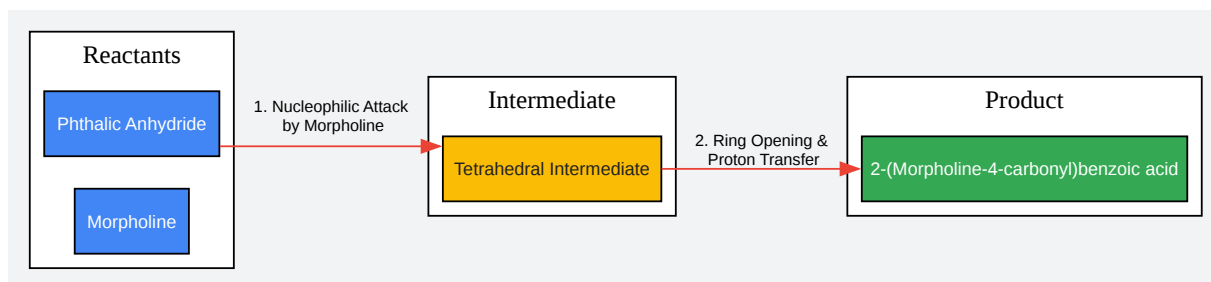 Reactants
Phthalic Anhydride
Morpholine
1. Nucleophilic Attack
by Morpholine
Intermediate
Tetrahedral Intermediate
2. Ring Opening &
Proton Transfer
Product
2-(Morpholine-4-carbonyl)benzoic acid